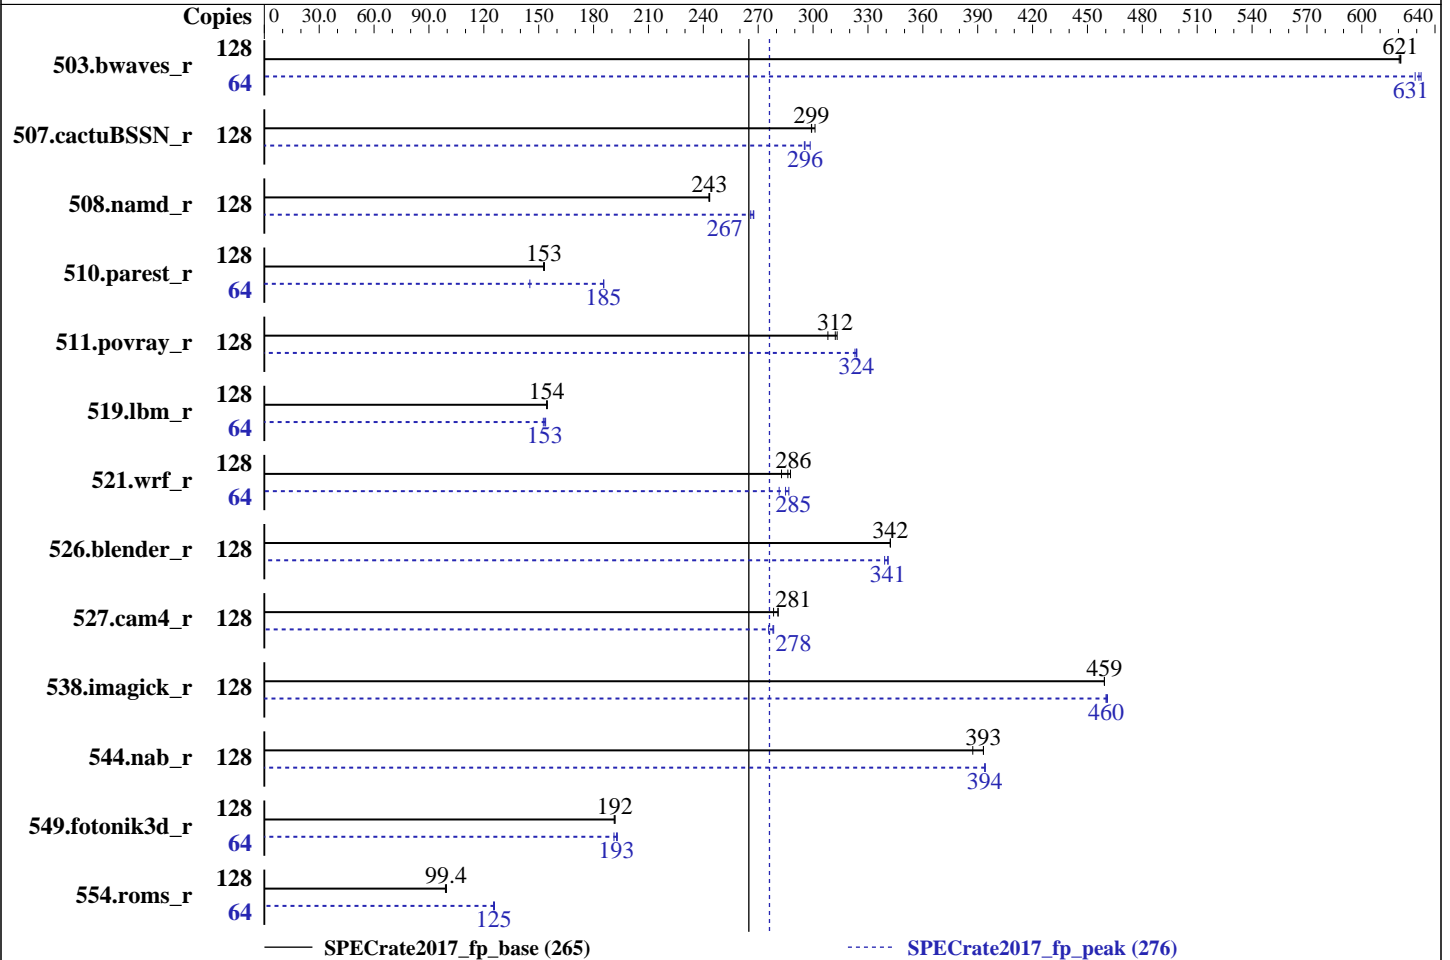 Copies 0 30.0 60.0 90.0 120 150 180 210 240 270 300 330 360 390 420 450 480 510 540 570 600 640
503.bwaves_r 128 621
64 631
507.cactuBSSN_r 128 299
296
508.namd_r 128 243
267
510.parest_r 128 153
64 185
511.povray_r 128 312
324
519.lbm_r 128 154
64 153
521.wrf_r 128 286
64 285
526.blender_r 128 342
341
527.cam4_r 128 281
278
538.imagick_r 128 459
460
544.nab_r 128 393
394
549.fotonik3d_r 128 192
64 193
554.roms_r 128 99.4
64 125
SPECrate2017_fp_base (265) SPECrate2017_fp_peak (276)